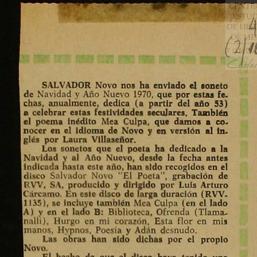 SALVADOR Novo nos ha enviado el soneto
de Navidad y Año Nuevo 1970, que por estas fe-
chas, anualmente, dedica (a partir del año 53)
a celebrar estas festividades seculares. También
el poema inédito Mea Culpa, que damos a co-
nocer en el idioma de Novo y en versión al in-
glés por Laura Villaseñor.
Los sonetos que el poeta ha dedicado a la
Navidad y al Año Nuevo, desde la fecha antes
indicada hasta este año, han sido recogidos en el
disco Salvador Novo "El Poeta", grabación de
RVV, SA, producido y dirigido por Luis Arturo
Cárcamo. En este disco de larga duración (RVV.
1135), se incluye también Mea Culpa (en el lado
A) y en el lado B: Biblioteca, Ofrenda (Tlama-
nalli), Hurgo en mi corazón, Esta flor en mis
manos, Hypnos, Poesía y Adán desnudo.
Las obras han sido dichas por el propio
Novo.